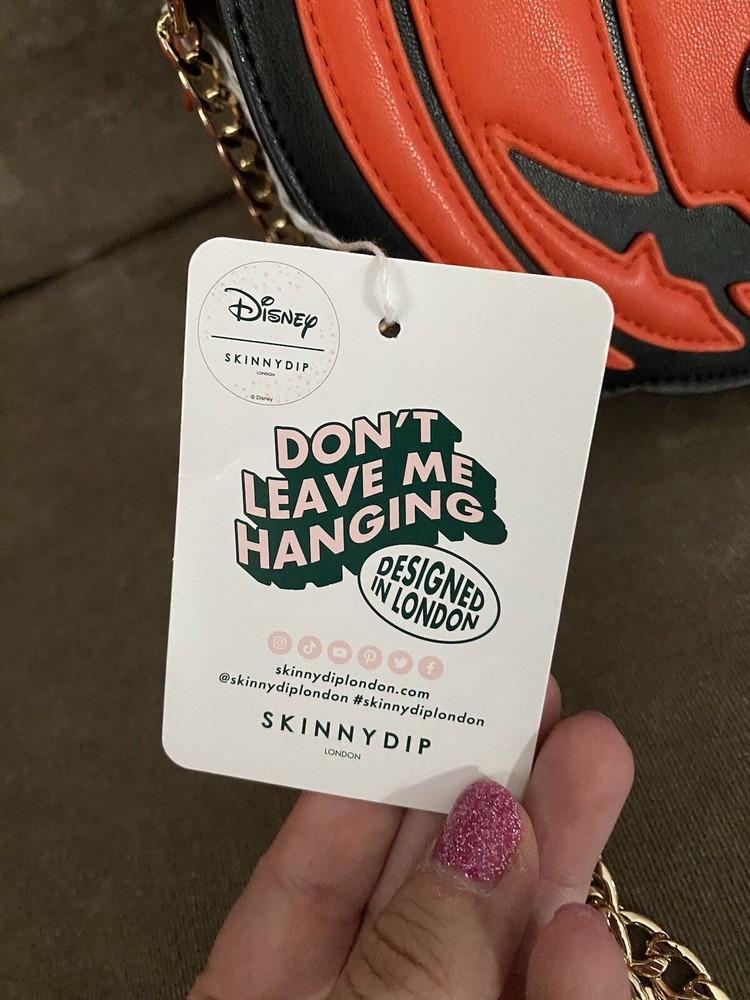 Disney
SKINNYDIP
LONDON
© Disney
DON'T
LEAVE ME
HANGING
DESIGNED
IN LONDON
skinnydiplondon.com
@skinnydiplondon #skinnydiplondon
SKINNYDIP
LONDON